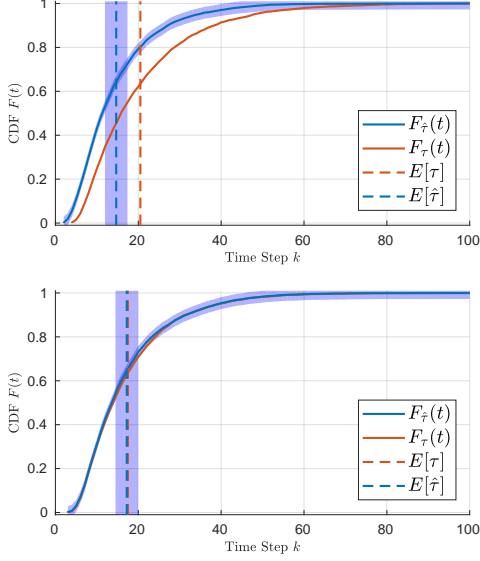 1
0.8
0.6
0.4
0.2
0
CDF F(t)
F_τ̂(t)
F_τ(t)
E[τ]
E[τ̂]
0 20 40 60 80 100
Time Step k
1
0.8
0.6
0.4
0.2
0
CDF F(t)
F_τ̂(t)
F_τ(t)
E[τ]
E[τ̂]
0 20 40 60 80 100
Time Step k